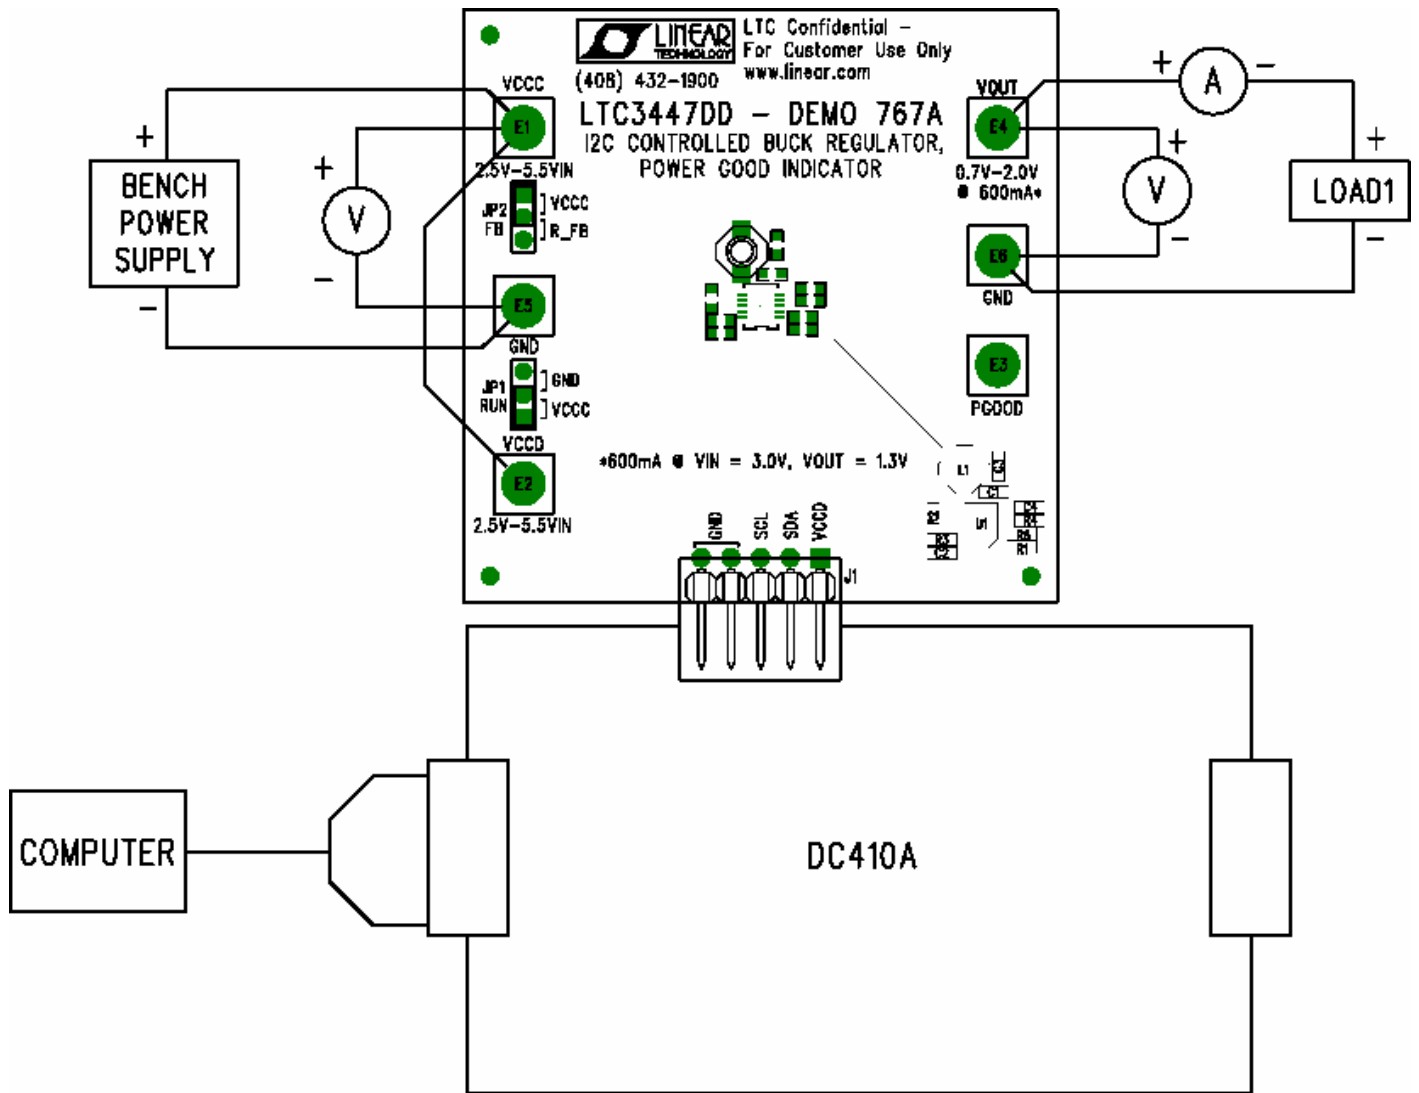 LINEAR
TECHNOLOGY
LTC Confidential -
For Customer Use Only
www.linear.com
(408) 432-1900
LTC3447DD - DEMO 767A
I2C CONTROLLED BUCK REGULATOR,
POWER GOOD INDICATOR
VCCC
E1
2.5V-5.5VIN
JP2
FB
VCCC
R_FB
E5
GND
JP1
RUN
GND
VCCC
VCCD
E2
2.5V-5.5VIN
+
BENCH
POWER
SUPPLY
-
+
V
-
VOUT
E4
0.7V-2.0V
@ 600mA*
E6
GND
E3
PGOOD
+
A
-
+
V
-
+
LOAD1
-
*600mA @ VIN = 3.0V, VOUT = 1.3V
L1
R2
U1
R1
GND
SCL
SDA
VCCD
J1
COMPUTER
DC410A